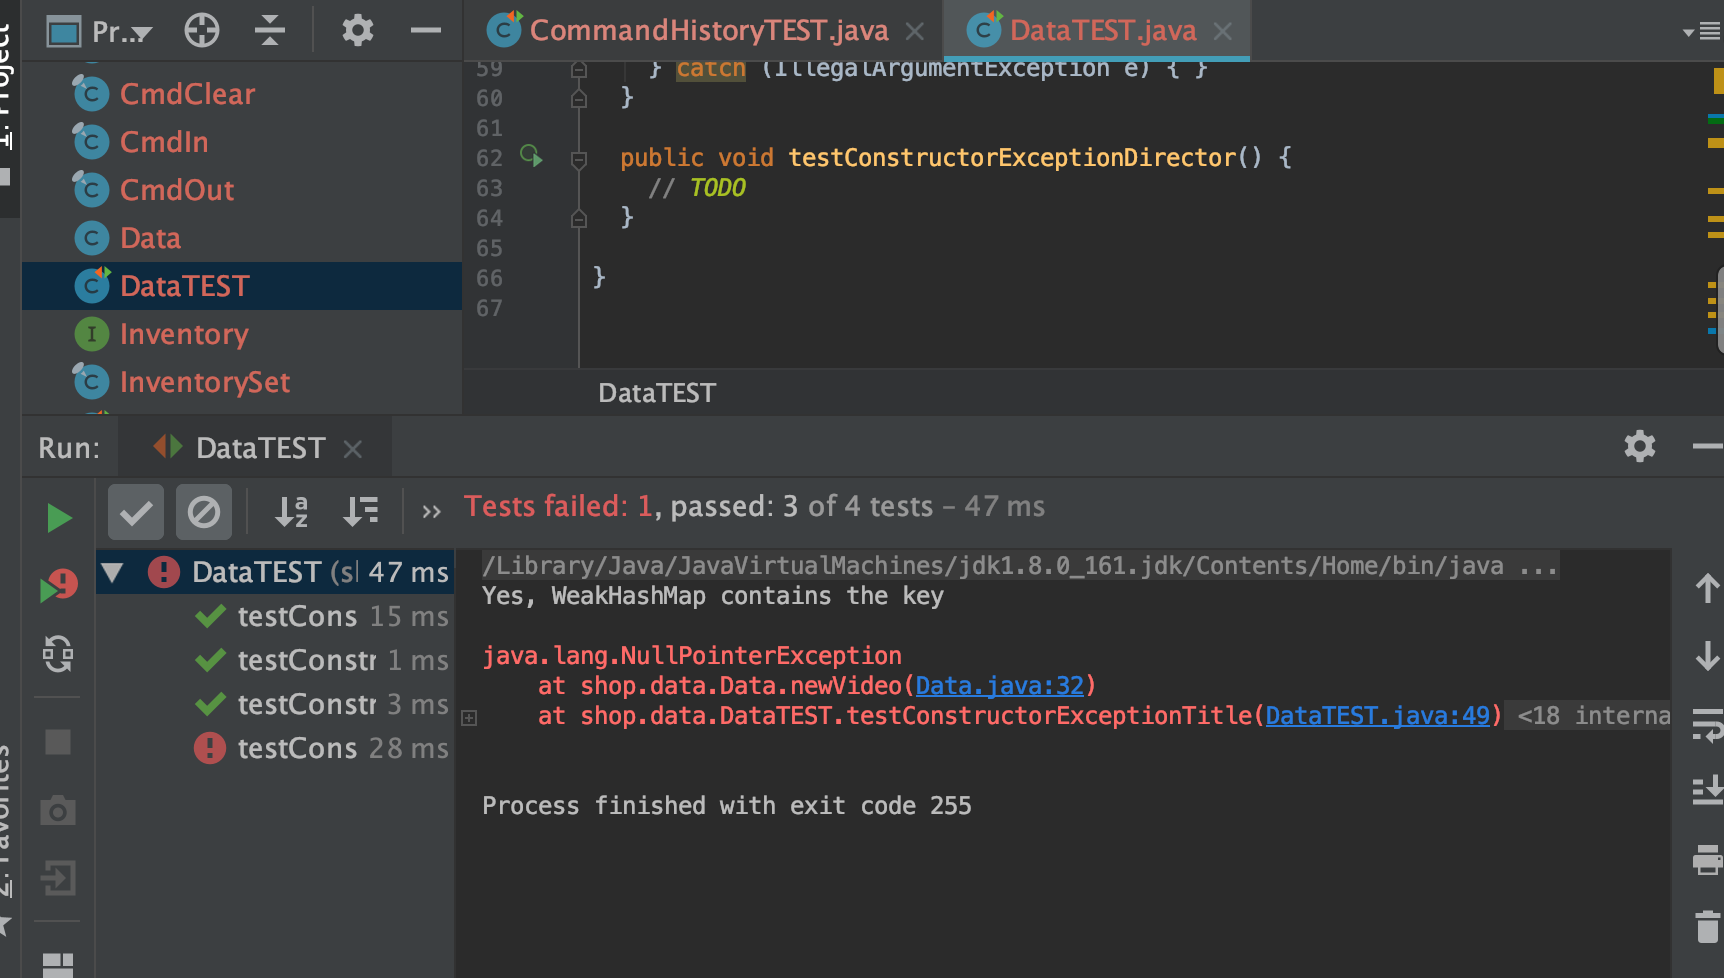 1: Project
Pr...
CommandHistoryTEST.java
DataTEST.java
CmdClear
CmdIn
CmdOut
Data
DataTEST
Inventory
InventorySet
59 } catch (IllegalArgumentException e) { }
60 }
61
62 public void testConstructorExceptionDirector() {
63 // TODO
64 }
65
66 }
67
DataTEST
Run: DataTEST
Tests failed: 1, passed: 3 of 4 tests – 47 ms
DataTEST (sl 47 ms
testCons 15 ms
testConstr 1 ms
testConstr 3 ms
testCons 28 ms
/Library/Java/JavaVirtualMachines/jdk1.8.0_161.jdk/Contents/Home/bin/java ...
Yes, WeakHashMap contains the key
java.lang.NullPointerException
at shop.data.Data.newVideo(Data.java:32)
at shop.data.DataTEST.testConstructorExceptionTitle(DataTEST.java:49) <18 interna
Process finished with exit code 255
2: Favorites